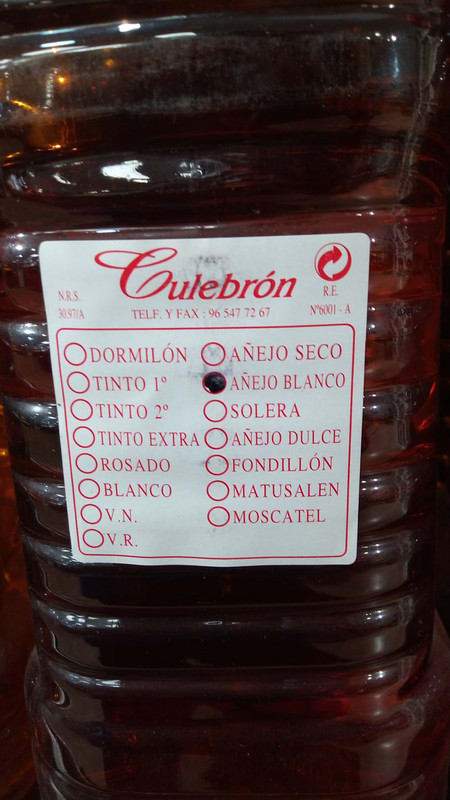 Culebrón
N.R.S.
30.97/A
TELF. Y FAX : 96 547 72 67
R.E.
Nº6001 - A
DORMILÓN
TINTO 1º
TINTO 2º
TINTO EXTRA
ROSADO
BLANCO
V.N.
V.R.
AÑEJO SECO
AÑEJO BLANCO
SOLERA
AÑEJO DULCE
FONDILLÓN
MATUSALEN
MOSCATEL